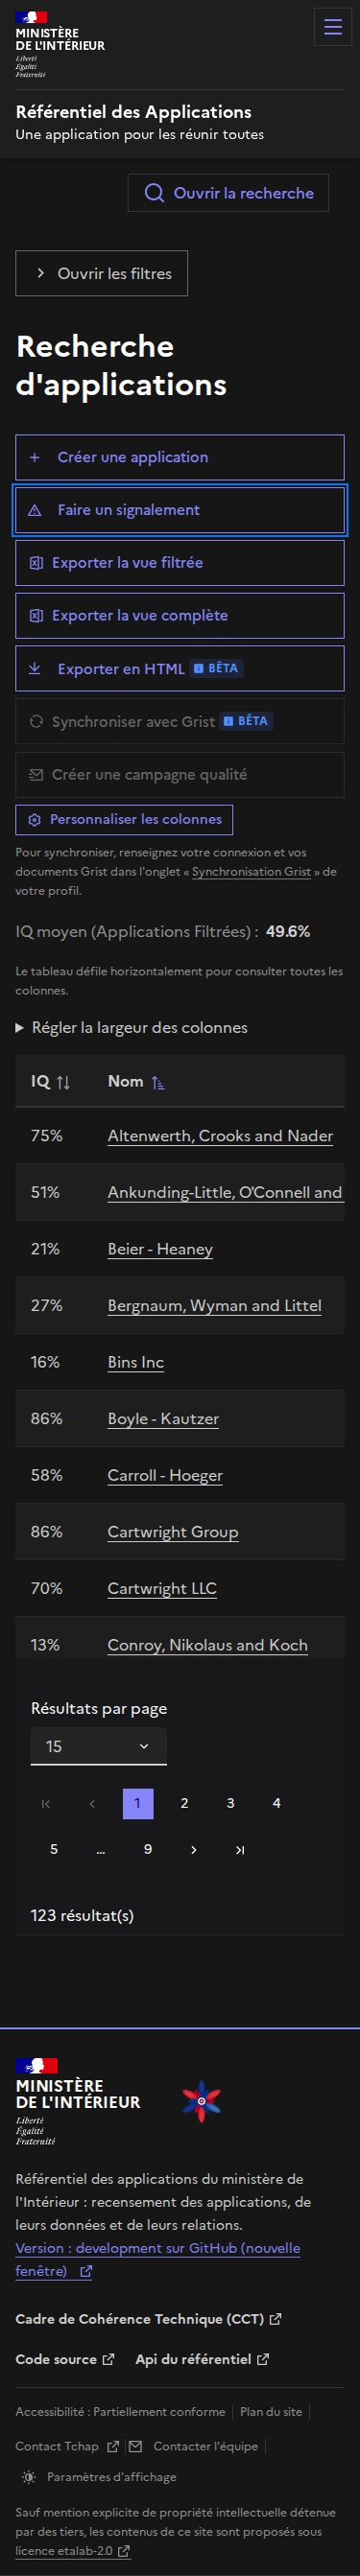 MINISTÈRE
DE L'INTÉRIEUR
Liberté
Égalité
Fraternité
Référentiel des Applications
Une application pour les réunir toutes
Ouvrir la recherche
Ouvrir les filtres
Recherche
d'applications
Créer une application
Faire un signalement
Exporter la vue filtrée
Exporter la vue complète
Exporter en HTML BÊTA
Synchroniser avec Grist BÊTA
Créer une campagne qualité
Personnaliser les colonnes
Pour synchroniser, renseignez votre connexion et vos
documents Grist dans l'onglet « Synchronisation Grist » de
votre profil.
IQ moyen (Applications Filtrées) : 49.6%
Le tableau défile horizontalement pour consulter toutes les
colonnes.
Régler la largeur des colonnes
IQ Nom
75% Altenwerth, Crooks and Nader
51% Ankunding-Little, O'Connell and
21% Beier - Heaney
27% Bergnaum, Wyman and Littel
16% Bins Inc
86% Boyle - Kautzer
58% Carroll - Hoeger
86% Cartwright Group
70% Cartwright LLC
13% Conroy, Nikolaus and Koch
Résultats par page
15
1 2 3 4
5 … 9
123 résultat(s)
MINISTÈRE
DE L'INTÉRIEUR
Liberté
Égalité
Fraternité
Référentiel des applications du ministère de
l'Intérieur : recensement des applications, de
leurs données et de leurs relations.
Version : development sur GitHub (nouvelle
fenêtre)
Cadre de Cohérence Technique (CCT)
Code source Api du référentiel
Accessibilité : Partiellement conforme Plan du site
Contact Tchap Contacter l'équipe
Paramètres d'affichage
Sauf mention explicite de propriété intellectuelle détenue
par des tiers, les contenus de ce site sont proposés sous
licence etalab-2.0